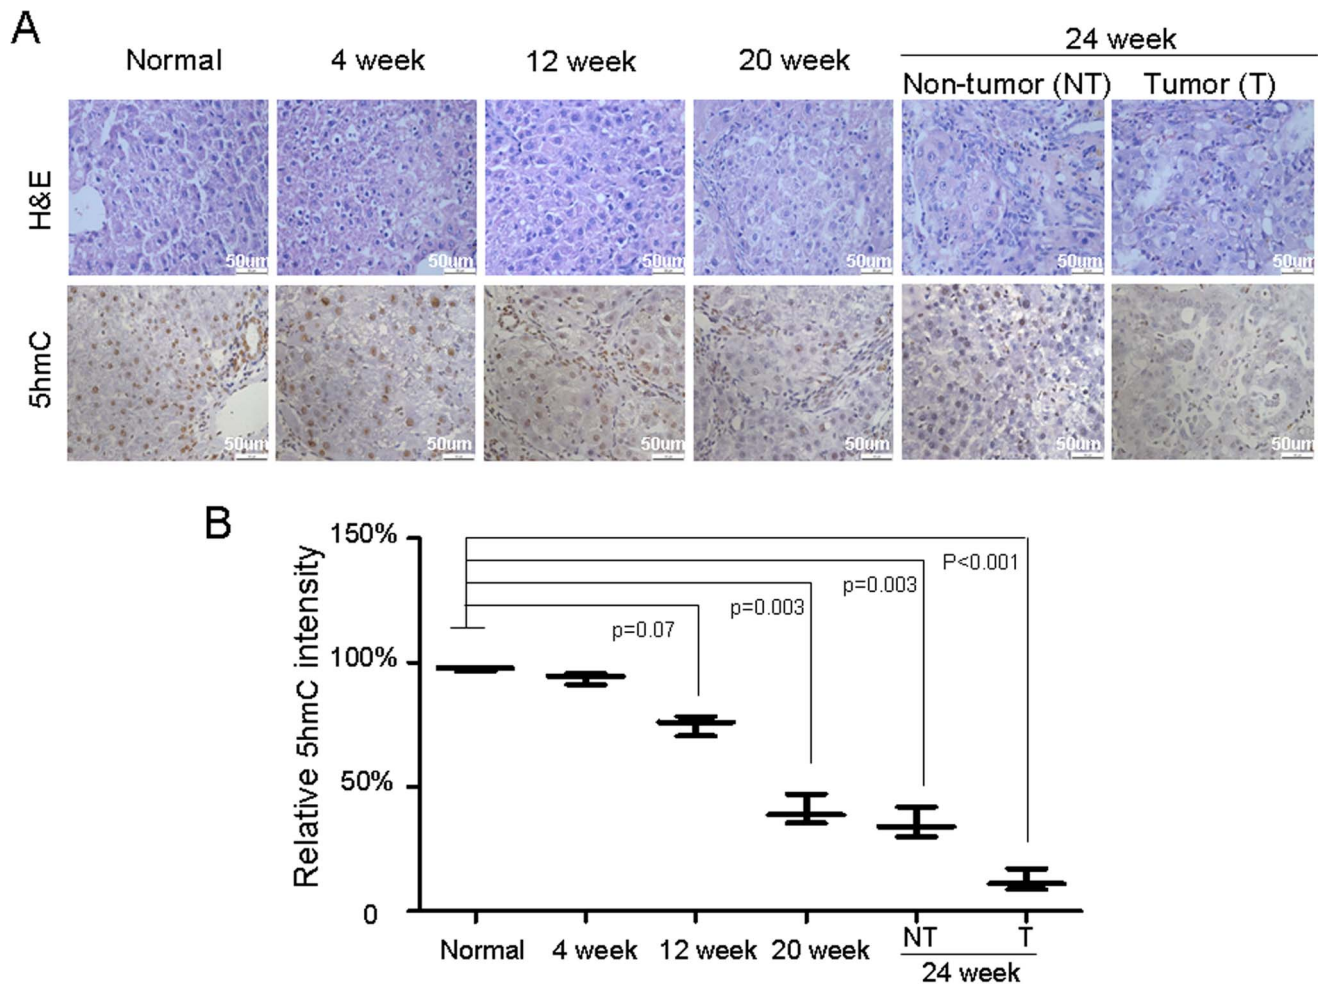 A
24 week
Normal 4 week 12 week 20 week Non-tumor (NT) Tumor (T)
H&E
50um 50um 50um 50um 50um 50um
5hmC
50um 50um 50um 50um 50um 50um
B
Relative 5hmC intensity
150%
100%
50%
0
P<0.001
p=0.003
p=0.003
p=0.07
Normal 4 week 12 week 20 week NT T
24 week